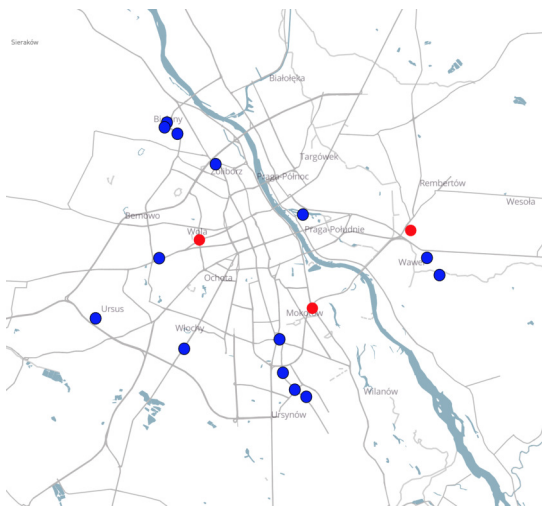 Sieraków
Białołęka
Bielany
Targówek
Żoliborz
Praga-Północ
Rembertów
Wesoła
Bemowo
Wola
Praga-Południe
Wawer
Ochota
Ursus
Mokotów
Włochy
Wilanów
Ursynów